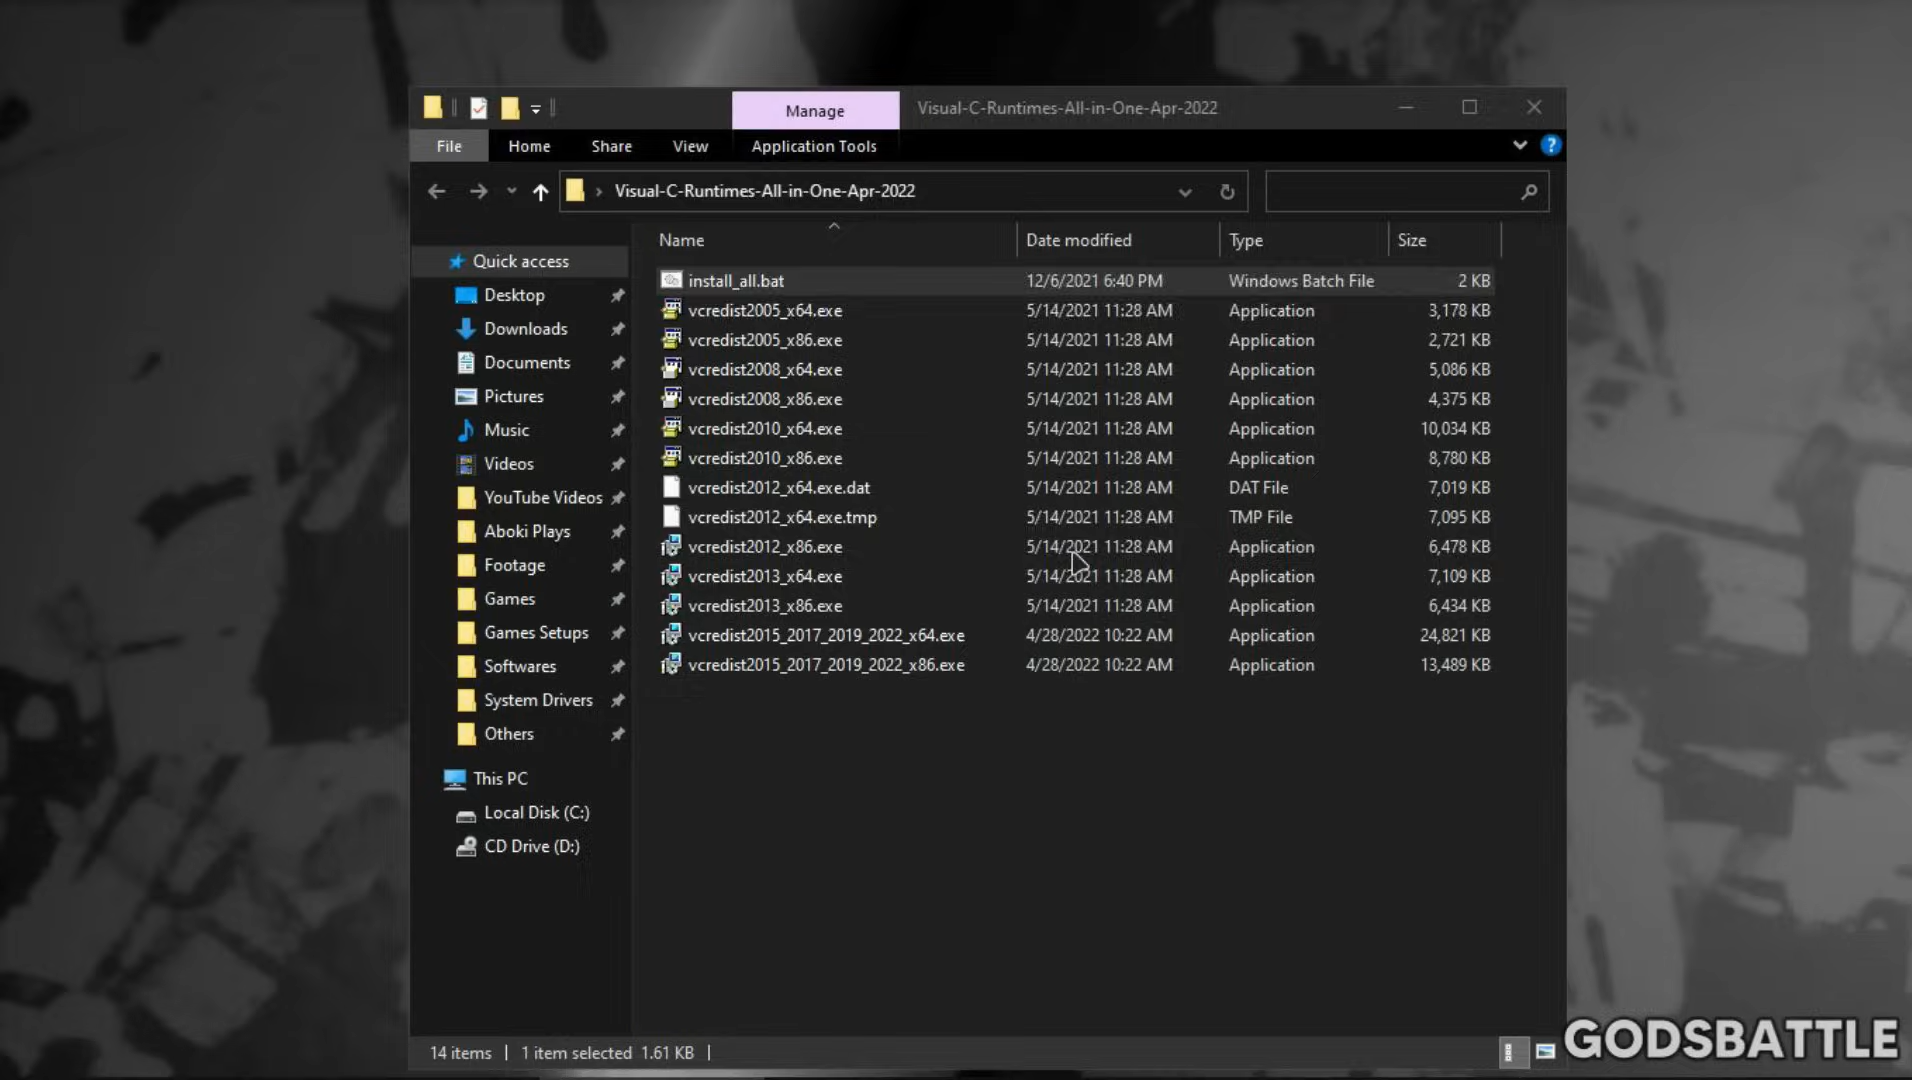 Manage
Visual-C-Runtimes-All-in-One-Apr-2022
File Home Share View Application Tools
Visual-C-Runtimes-All-in-One-Apr-2022
Name Date modified Type Size
Quick access
Desktop
Downloads
Documents
Pictures
Music
Videos
YouTube Videos
Aboki Plays
Footage
Games
Games Setups
Softwares
System Drivers
Others
This PC
Local Disk (C:)
CD Drive (D:)
install_all.bat 12/6/2021 6:40 PM Windows Batch File 2 KB
vcredist2005_x64.exe 5/14/2021 11:28 AM Application 3,178 KB
vcredist2005_x86.exe 5/14/2021 11:28 AM Application 2,721 KB
vcredist2008_x64.exe 5/14/2021 11:28 AM Application 5,086 KB
vcredist2008_x86.exe 5/14/2021 11:28 AM Application 4,375 KB
vcredist2010_x64.exe 5/14/2021 11:28 AM Application 10,034 KB
vcredist2010_x86.exe 5/14/2021 11:28 AM Application 8,780 KB
vcredist2012_x64.exe.dat 5/14/2021 11:28 AM DAT File 7,019 KB
vcredist2012_x64.exe.tmp 5/14/2021 11:28 AM TMP File 7,095 KB
vcredist2012_x86.exe 5/14/2021 11:28 AM Application 6,478 KB
vcredist2013_x64.exe 5/14/2021 11:28 AM Application 7,109 KB
vcredist2013_x86.exe 5/14/2021 11:28 AM Application 6,434 KB
vcredist2015_2017_2019_2022_x64.exe 4/28/2022 10:22 AM Application 24,821 KB
vcredist2015_2017_2019_2022_x86.exe 4/28/2022 10:22 AM Application 13,489 KB
14 items 1 item selected 1.61 KB
GODSBATTLE